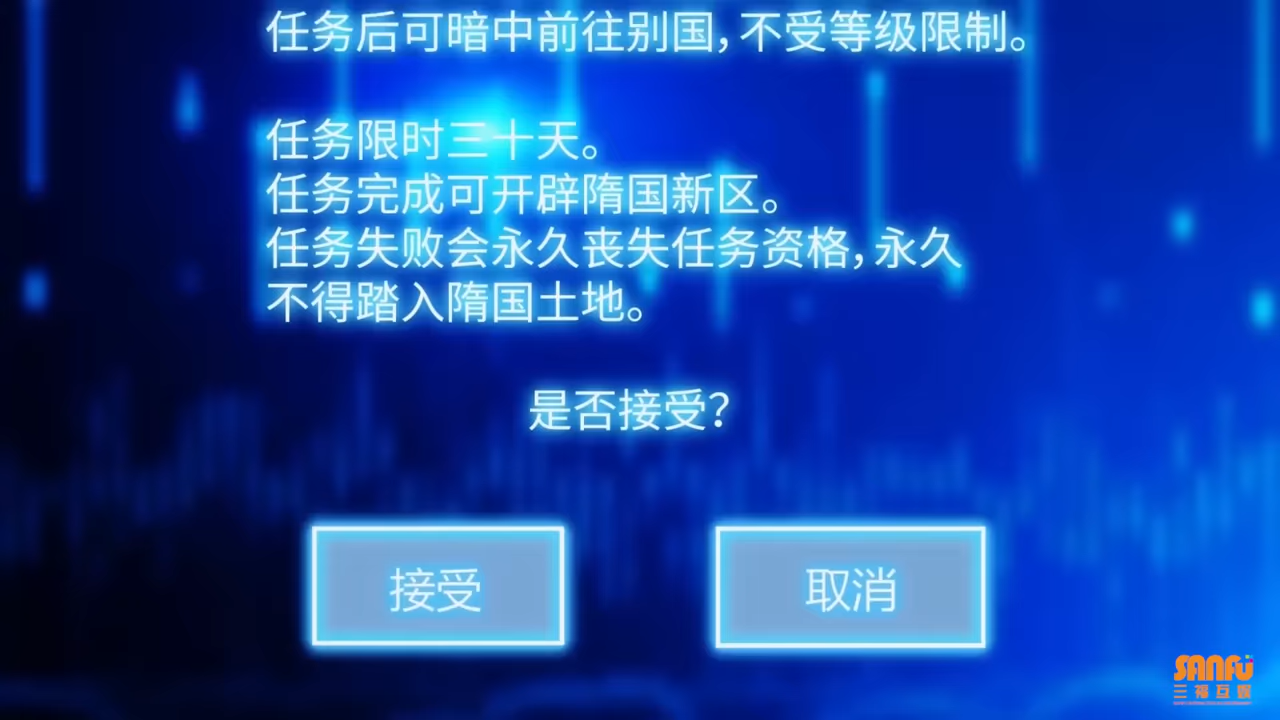 任务后可暗中前往别国，不受等级限制。
任务限时三十天。
任务完成可开辟隋国新区。
任务失败会永久丧失任务资格，永久
不得踏入隋国土地。
是否接受？
接受
取消
SANFU
三福互娱